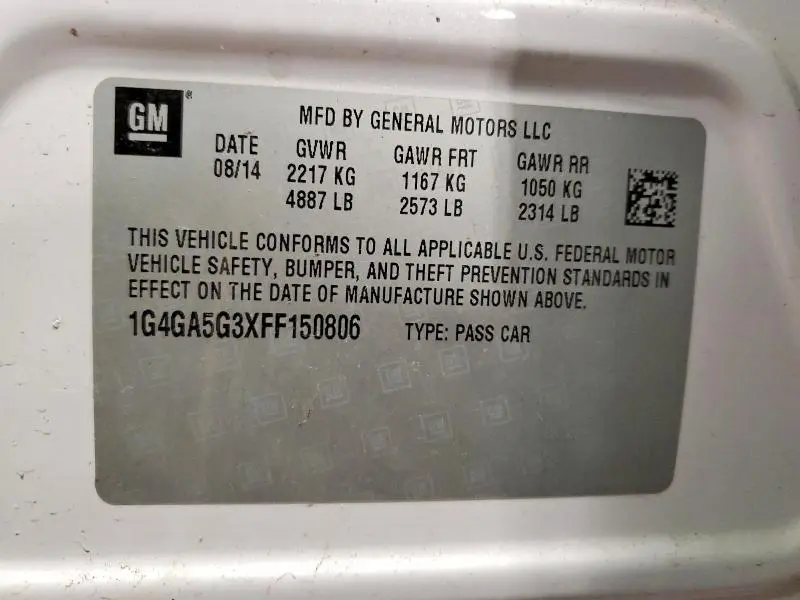 GM®
MFD BY GENERAL MOTORS LLC
DATE GVWR GAWR FRT GAWR RR
08/14 2217 KG 1167 KG 1050 KG
4887 LB 2573 LB 2314 LB
THIS VEHICLE CONFORMS TO ALL APPLICABLE U.S. FEDERAL MOTOR
VEHICLE SAFETY, BUMPER, AND THEFT PREVENTION STANDARDS IN
EFFECT ON THE DATE OF MANUFACTURE SHOWN ABOVE.
1G4GA5G3XFF150806 TYPE: PASS CAR